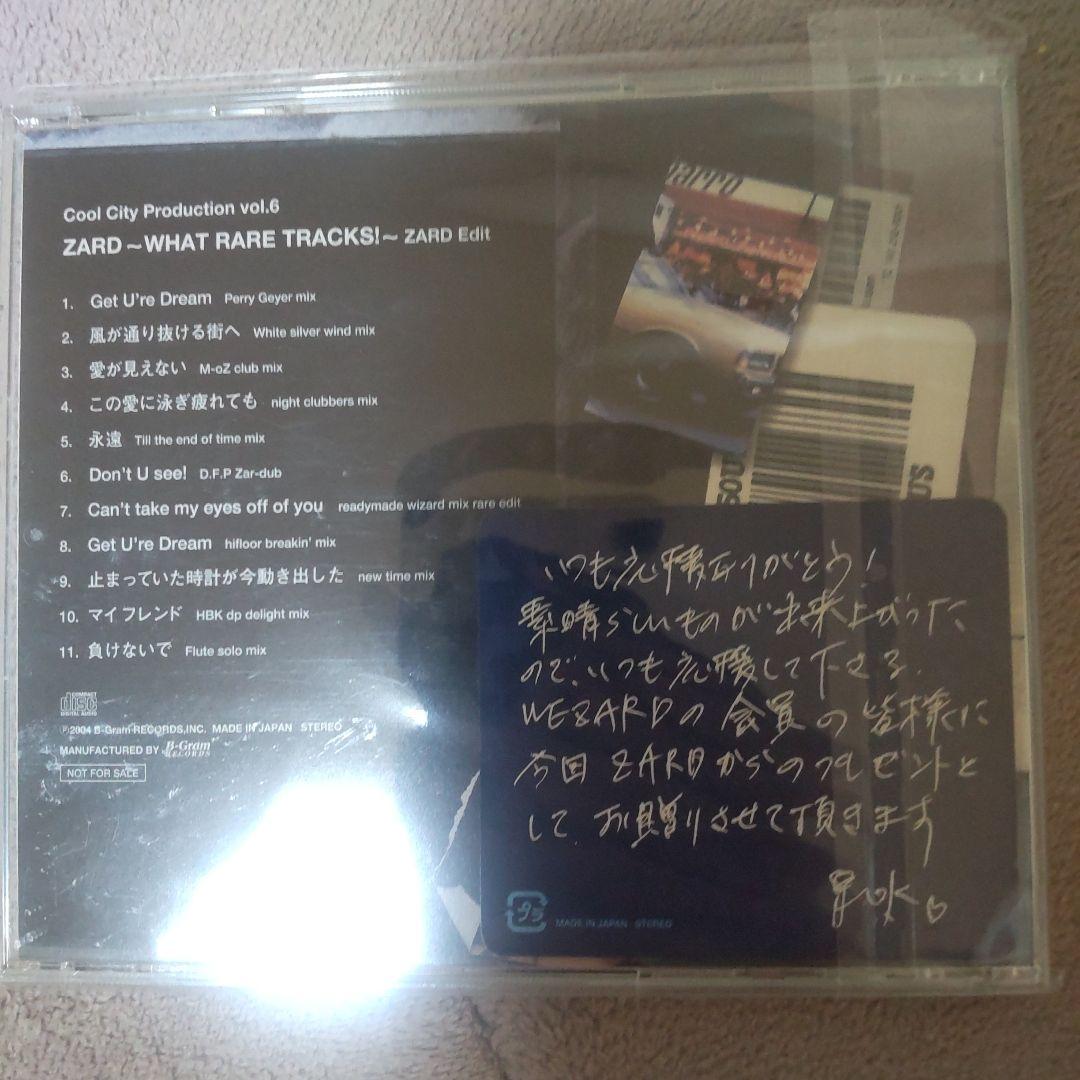 Cool City Production vol.6
ZARD ~WHAT RARE TRACKS!~ ZARD Edit
1. Get U're Dream Perry Geyer mix
2. 風が通り抜ける街へ White silver wind mix
3. 愛が見えない M-oZ club mix
4. この愛に泳ぎ疲れても night clubbers mix
5. 永遠 Till the end of time mix
6. Don't U see! D.F.P Zar-dub
7. Can't take my eyes off of you readymade wizard mix rare edit
8. Get U're Dream hifloor breakin' mix
9. 止まっていた時計が今動き出した new time mix
10. マイ フレンド HBK dp delight mix
11. 負けないで Flute solo mix
COMPACT
disc
DIGITAL AUDIO
Ⓟ2004 B-Gram RECORDS,INC. MADE IN JAPAN STEREO
MANUFACTURED BY B-Gram RECORDS
NOT FOR SALE
いつも応援ありがとう!
素晴らしいものが出来上がった
ので、いつも応援して下さる
WEZARDの会員の皆様に
今回ZARDからのプレゼントと
して、お贈りさせて頂きます
泉水
プラ
MADE IN JAPAN STEREO